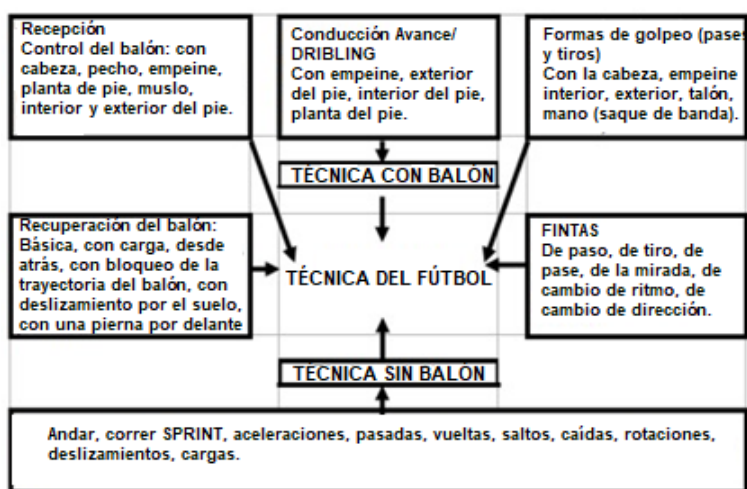 Recepción
Control del balón: con
cabeza, pecho, empeine,
planta de pie, muslo,
interior y exterior del pie.
Conducción Avance/
DRIBLING
Con empeine, exterior
del pie, interior del pie,
planta del pie.
Formas de golpeo (pases
y tiros)
Con la cabeza, empeine
interior, exterior, talón,
mano (saque de banda).
TÉCNICA CON BALÓN
Recuperación del balón:
Básica, con carga, desde
atrás, con bloqueo de la
trayectoria del balón, con
deslizamiento por el suelo,
con una pierna por delante
TÉCNICA DEL FÚTBOL
FINTAS
De paso, de tiro, de
pase, de la mirada, de
cambio de ritmo, de
cambio de dirección.
TÉCNICA SIN BALÓN
Andar, correr SPRINT, aceleraciones, pasadas, vueltas, saltos, caídas, rotaciones,
deslizamientos, cargas.